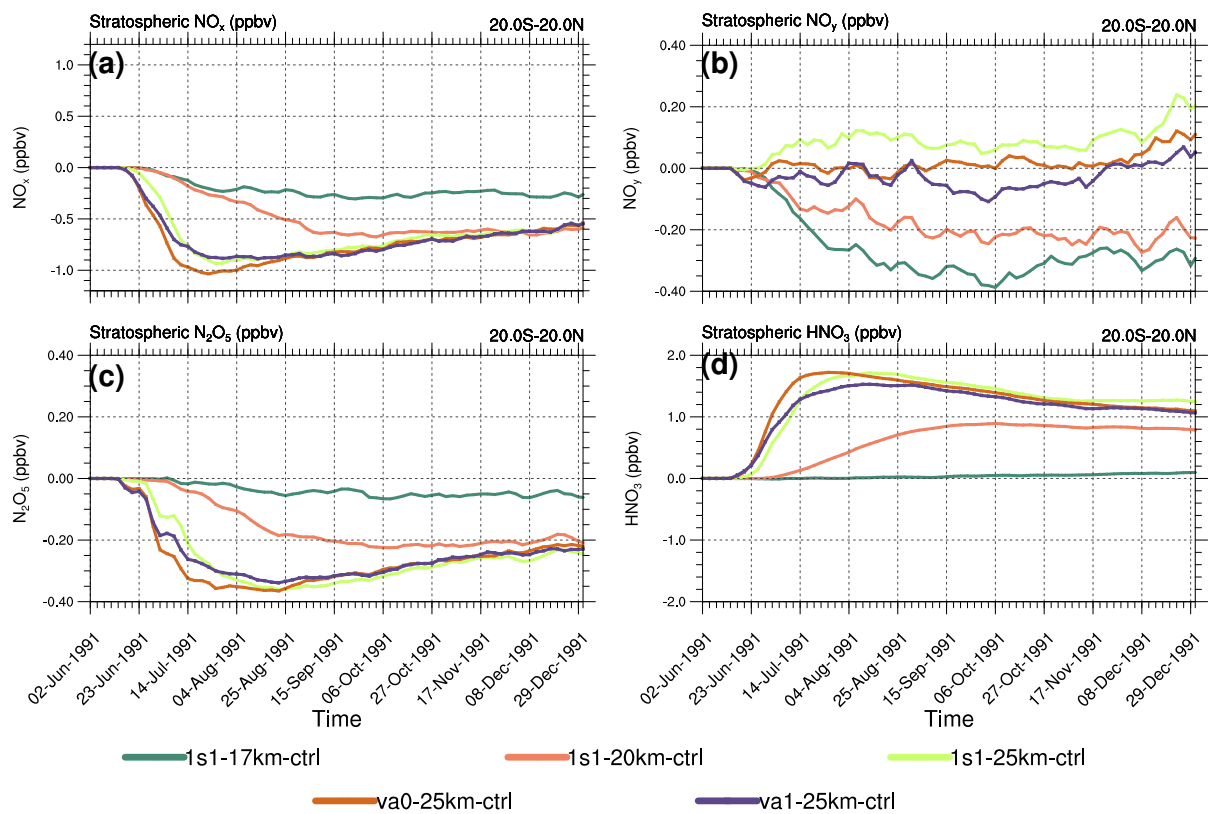 Stratospheric NOx (ppbv) 20.0S-20.0N
(a)
1.0
0.5
0.0
-0.5
-1.0
NOx (ppbv)
Stratospheric NOy (ppbv) 20.0S-20.0N
(b)
0.40
0.20
0.00
-0.20
-0.40
NOy (ppbv)
Stratospheric N2O5 (ppbv) 20.0S-20.0N
(c)
0.40
0.20
0.00
-0.20
-0.40
N2O5 (ppbv)
02-Jun-1991
23-Jun-1991
14-Jul-1991
04-Aug-1991
25-Aug-1991
15-Sep-1991
06-Oct-1991
27-Oct-1991
17-Nov-1991
08-Dec-1991
29-Dec-1991
Time
Stratospheric HNO3 (ppbv) 20.0S-20.0N
(d)
2.0
1.0
0.0
-1.0
-2.0
HNO3 (ppbv)
02-Jun-1991
23-Jun-1991
14-Jul-1991
04-Aug-1991
25-Aug-1991
15-Sep-1991
06-Oct-1991
27-Oct-1991
17-Nov-1991
08-Dec-1991
29-Dec-1991
Time
1s1-17km-ctrl 1s1-20km-ctrl 1s1-25km-ctrl
va0-25km-ctrl va1-25km-ctrl